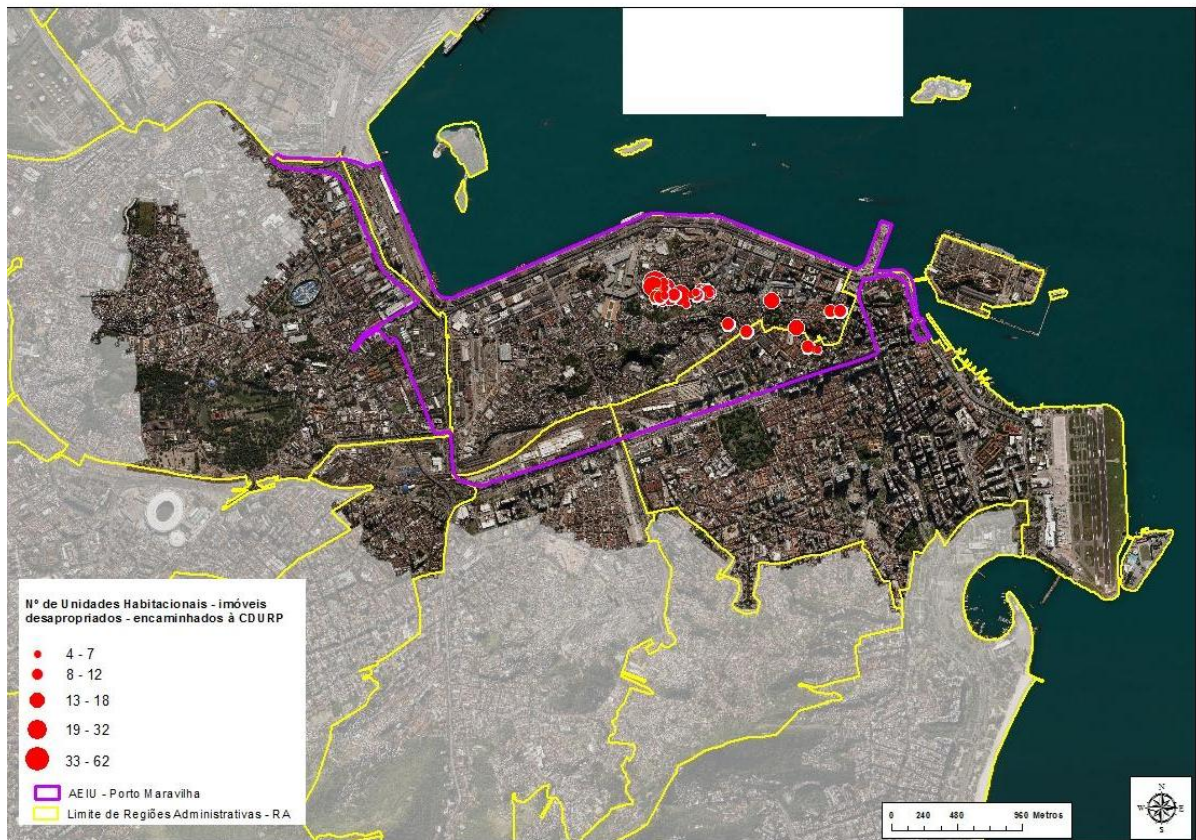 Nº de Unidades Habitacionais - imóveis
desapropriados - encaminhados à CDURP
4 - 7
8 - 12
13 - 18
19 - 32
33 - 62
AEIU - Porto Maravilha
Limite de Regiões Administrativas - RA
0 240 480 960 Metros
N
W E
S